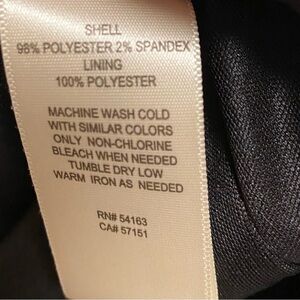 SHELL
98% POLYESTER 2% SPANDEX
LINING
100% POLYESTER
MACHINE WASH COLD
WITH SIMILAR COLORS
ONLY NON-CHLORINE
BLEACH WHEN NEEDED
TUMBLE DRY LOW
WARM IRON AS NEEDED
RN# 54163
CA# 57151